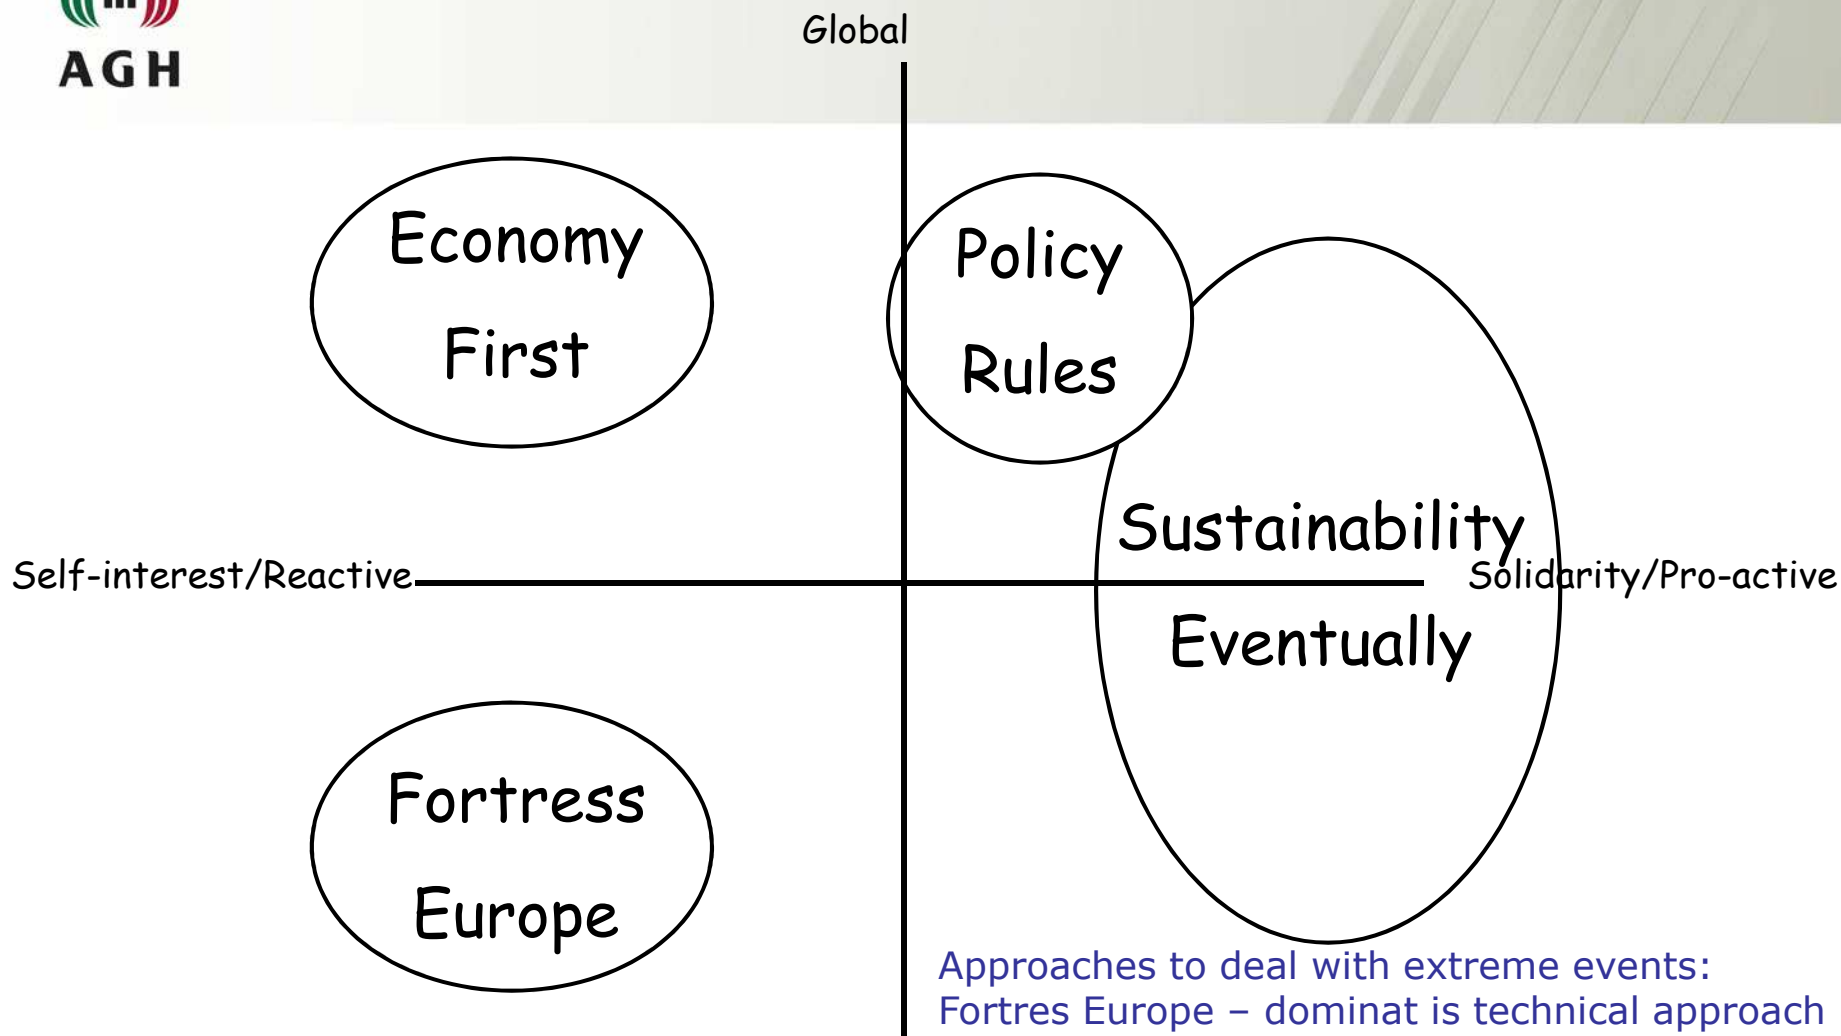 AGH
Global
Economy
First
Policy
Rules
Sustainability
Eventually
Self-interest/Reactive
Solidarity/Pro-active
Fortress
Europe
Approaches to deal with extreme events:
Fortres Europe – dominat is technical approach